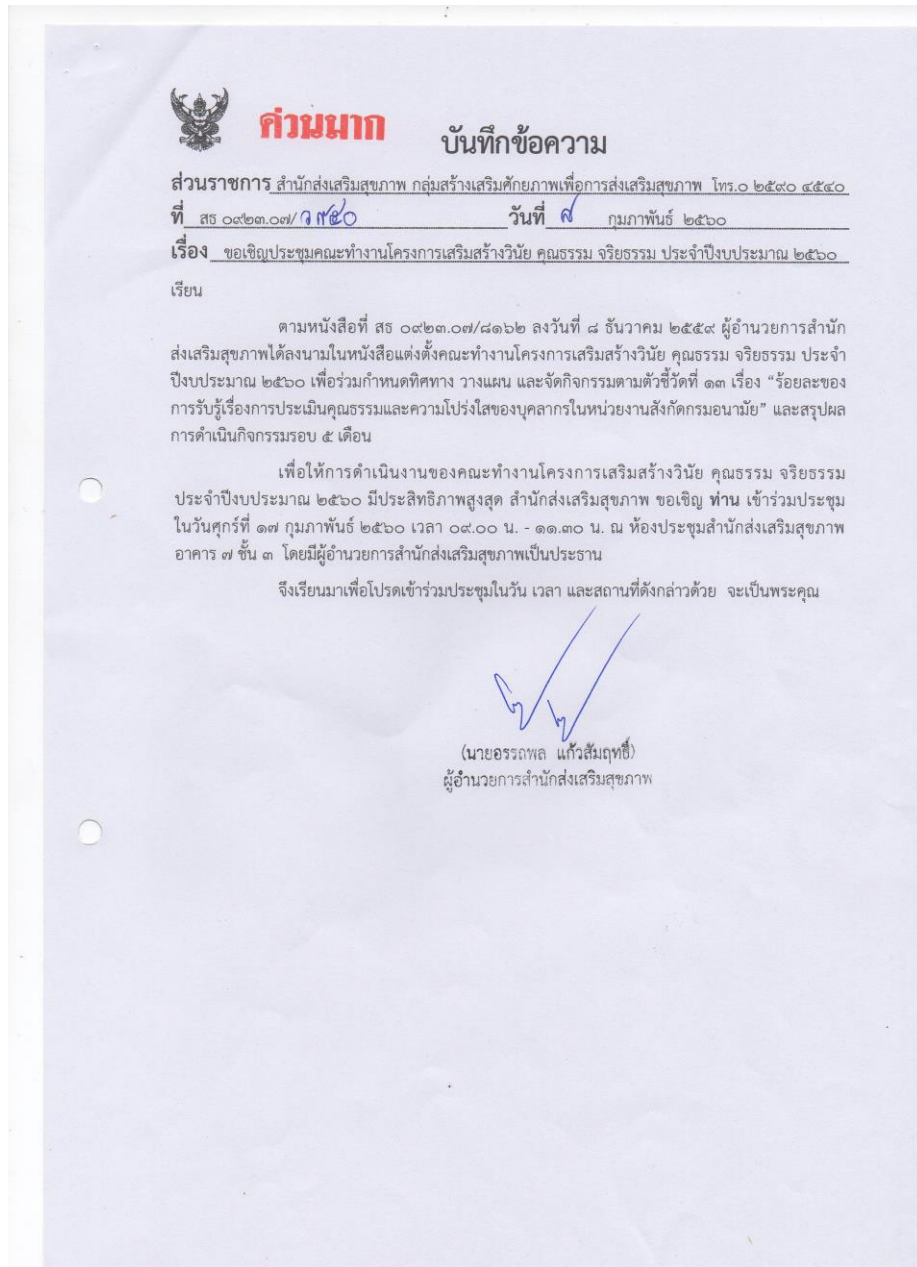 ด่วนมาก
บันทึกข้อความ
ส่วนราชการ สำนักส่งเสริมสุขภาพ กลุ่มสร้างเสริมศักยภาพเพื่อการส่งเสริมสุขภาพ โทร.๐ ๒๕๙๐ ๔๕๔๐
ที่ สธ ๐๙๒๓.๐๗/ว ๙๕๐ วันที่ ๘ กุมภาพันธ์ ๒๕๖๐
เรื่อง ขอเชิญประชุมคณะทำงานโครงการเสริมสร้างวินัย คุณธรรม จริยธรรม ประจำปีงบประมาณ ๒๕๖๐
เรียน
ตามหนังสือที่ สธ ๐๙๒๓.๐๗/๘๑๖๒ ลงวันที่ ๘ ธันวาคม ๒๕๕๙ ผู้อำนวยการสำนัก
ส่งเสริมสุขภาพได้ลงนามในหนังสือแต่งตั้งคณะทำงานโครงการเสริมสร้างวินัย คุณธรรม จริยธรรม ประจำ
ปีงบประมาณ ๒๕๖๐ เพื่อร่วมกำหนดทิศทาง วางแผน และจัดกิจกรรมตามตัวชี้วัดที่ ๑๓ เรื่อง “ร้อยละของ
การรับรู้เรื่องการประเมินคุณธรรมและความโปร่งใสของบุคลากรในหน่วยงานสังกัดกรมอนามัย” และสรุปผล
การดำเนินกิจกรรมรอบ ๕ เดือน
เพื่อให้การดำเนินงานของคณะทำงานโครงการเสริมสร้างวินัย คุณธรรม จริยธรรม
ประจำปีงบประมาณ ๒๕๖๐ มีประสิทธิภาพสูงสุด สำนักส่งเสริมสุขภาพ ขอเชิญ ท่าน เข้าร่วมประชุม
ในวันศุกร์ที่ ๑๗ กุมภาพันธ์ ๒๕๖๐ เวลา ๐๙.๐๐ น. - ๑๑.๓๐ น. ณ ห้องประชุมสำนักส่งเสริมสุขภาพ
อาคาร ๗ ชั้น ๓ โดยมีผู้อำนวยการสำนักส่งเสริมสุขภาพเป็นประธาน
จึงเรียนมาเพื่อโปรดเข้าร่วมประชุมในวัน เวลา และสถานที่ดังกล่าวด้วย จะเป็นพระคุณ
(นายอรรถพล แก้วสัมฤทธิ์)
ผู้อำนวยการสำนักส่งเสริมสุขภาพ